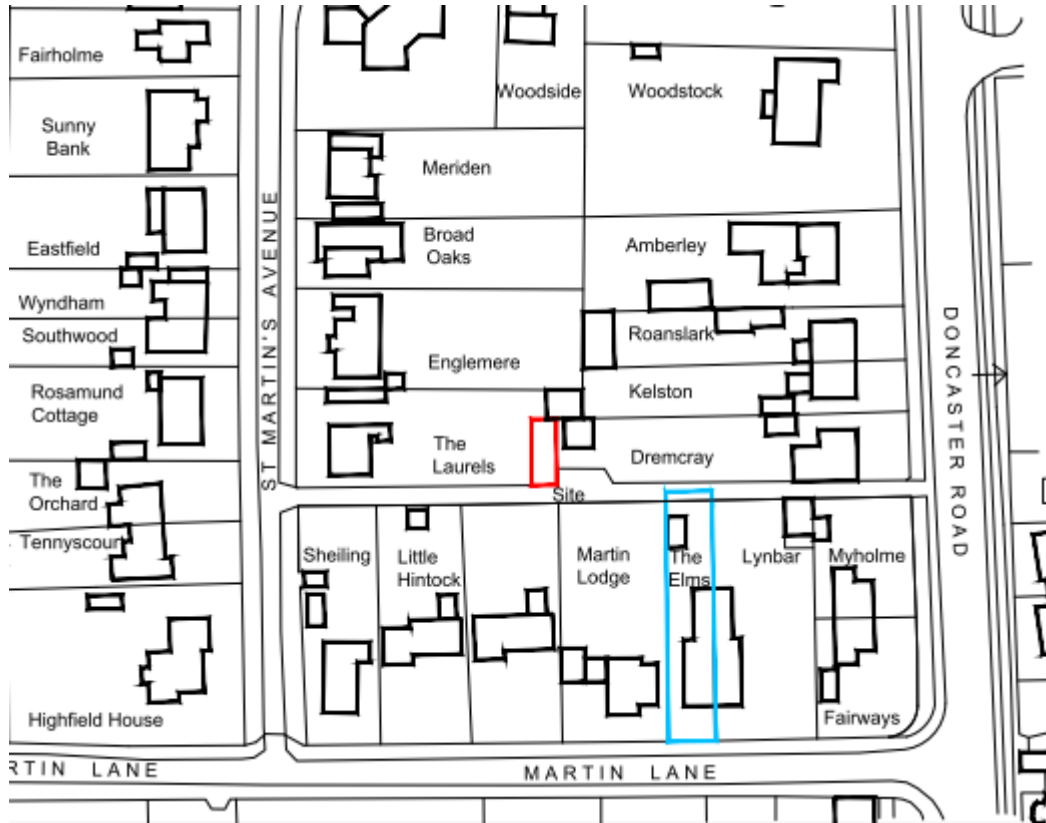 Fairholme
Woodside
Woodstock
Sunny
Bank
Meriden
ST MARTIN'S AVENUE
Eastfield
Broad
Oaks
Amberley
Wyndham
Southwood
Roanslark
Englemere
DONCASTER ROAD
Rosamund
Cottage
Kelston
The
Laurels
Dremcray
The
Orchard
Site
Tennyscourt
Sheiling
Little
Hintock
Martin
Lodge
The
Elms
Lynbar
Myholme
Highfield House
Fairways
RTIN LANE
MARTIN LANE